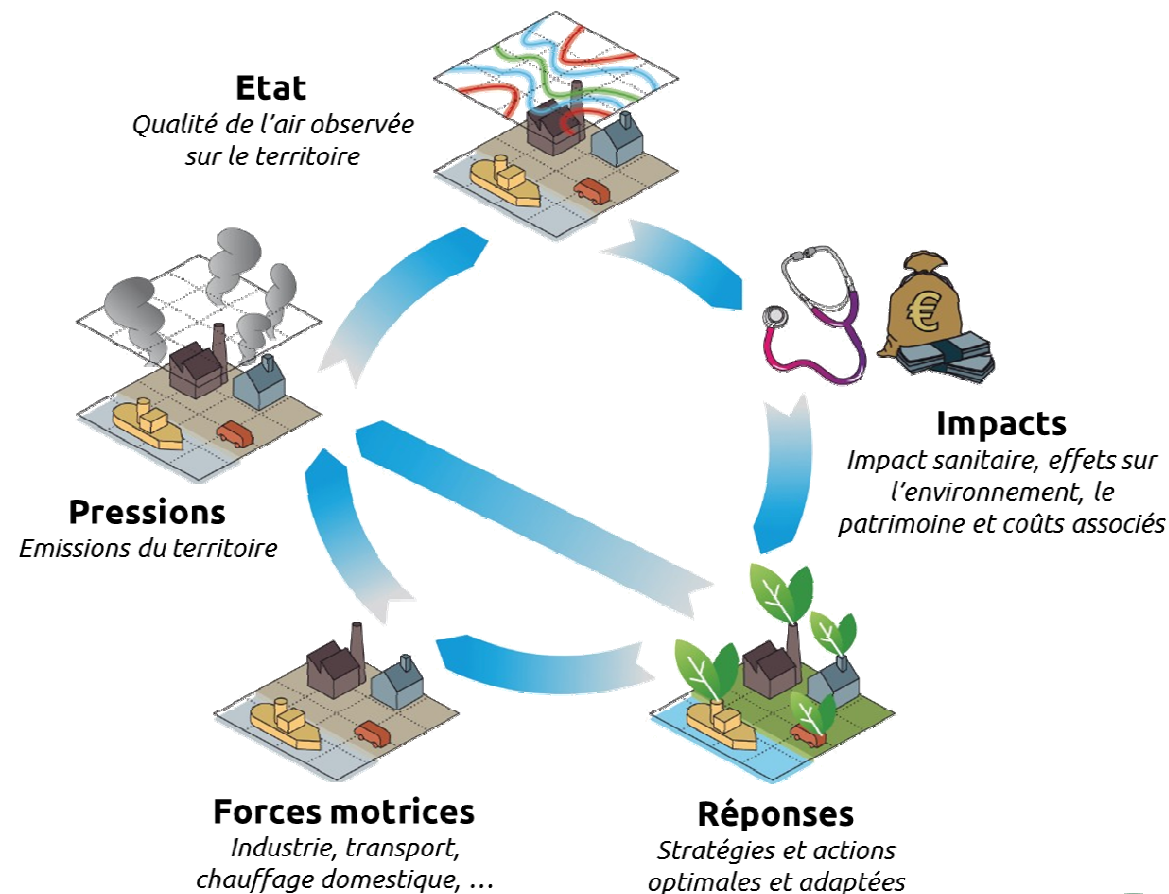 Etat
Qualité de l'air observée
sur le territoire
€
Impacts
Impact sanitaire, effets sur
l'environnement, le
patrimoine et coûts associés
Pressions
Emissions du territoire
Forces motrices
Industrie, transport,
chauffage domestique, ...
Réponses
Stratégies et actions
optimales et adaptées